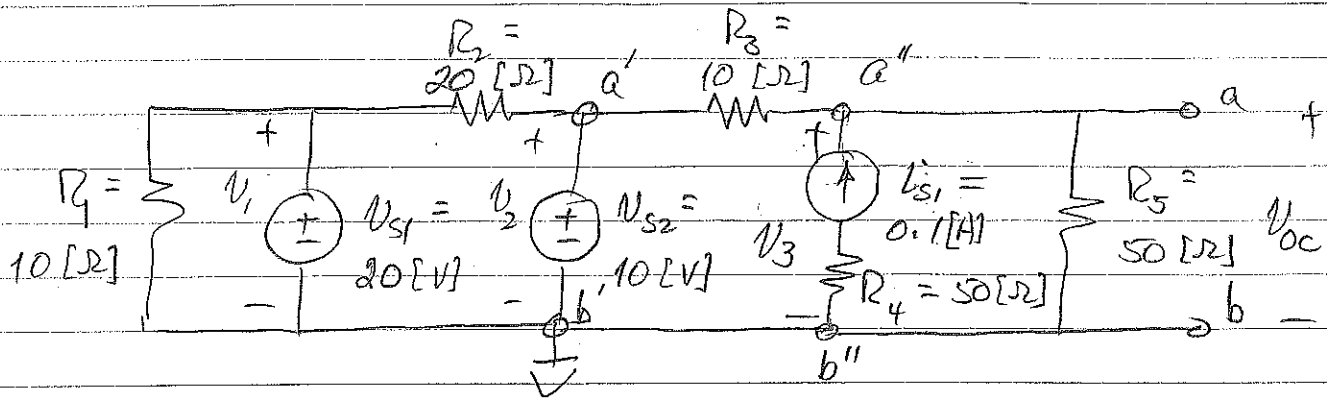 R2 =
20 [Ω]
a'
R3 =
10 [Ω]
a"
a
+
+
+
+
R1 =
10 [Ω]
v1
+
-
vS1 =
20 [V]
v2
+
-
vS2 =
10 [V]
v3
iS1 =
0.1 [A]
R4 = 50 [Ω]
R5 =
50 [Ω]
vOC
-
-
b'
-
b"
b
-